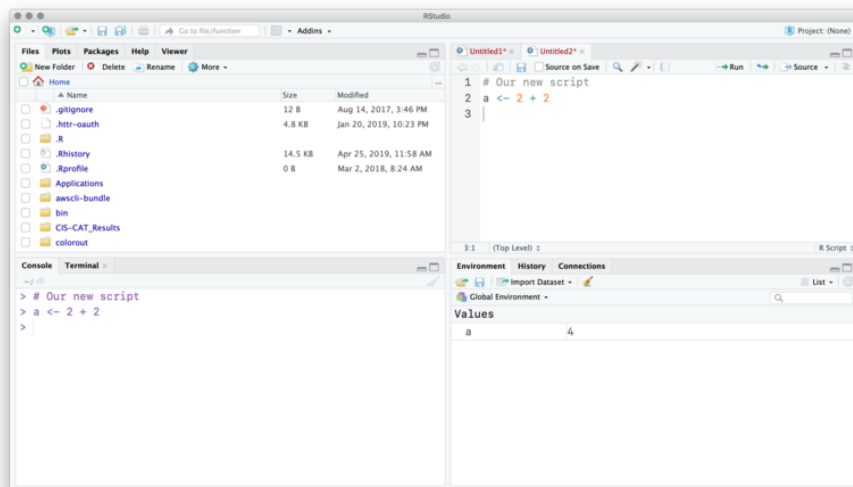 RStudio
Go to file/function Addins Project: (None)
Files Plots Packages Help Viewer
New Folder Delete Rename More
Home ...
Name Size Modified
.gitignore 12 B Aug 14, 2017, 3:46 PM
.httr-oauth 4.8 KB Jan 20, 2019, 10:23 PM
.R
.Rhistory 14.5 KB Apr 25, 2019, 11:58 AM
.Rprofile 0 B Mar 2, 2018, 8:24 AM
Applications
awscli-bundle
bin
CIS-CAT_Results
colorout
Untitled1* × Untitled2* ×
Source on Save Run Source
1 # Our new script
2 a <- 2 + 2
3
3:1 (Top Level) R Script
Console Terminal ×
~/
> # Our new script
> a <- 2 + 2
>
Environment History Connections
Import Dataset List
Global Environment
Values
a 4